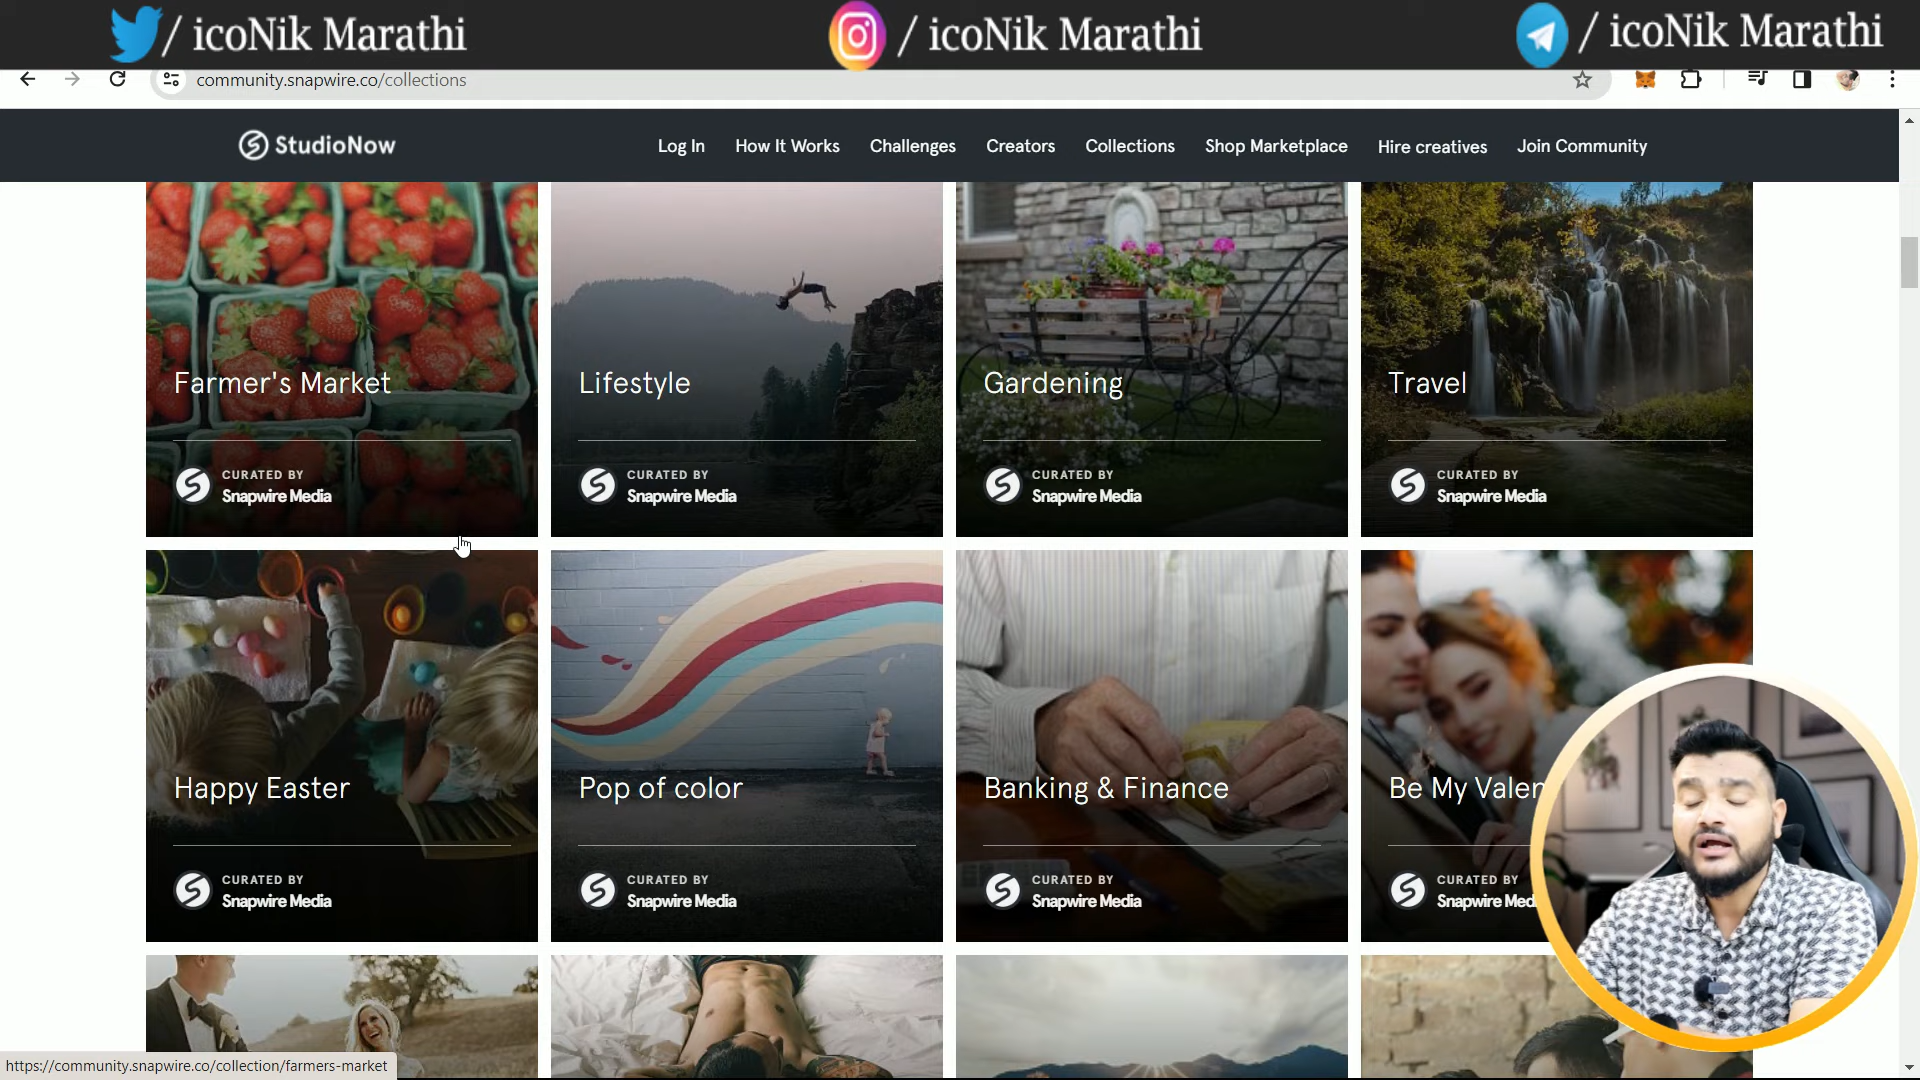 / icoNik Marathi
/ icoNik Marathi
/ icoNik Marathi
community.snapwire.co/collections
StudioNow
Log In
How It Works
Challenges
Creators
Collections
Shop Marketplace
Hire creatives
Join Community
Farmer's Market
CURATED BY
Snapwire Media
Lifestyle
CURATED BY
Snapwire Media
Gardening
CURATED BY
Snapwire Media
Travel
CURATED BY
Snapwire Media
Happy Easter
CURATED BY
Snapwire Media
Pop of color
CURATED BY
Snapwire Media
Banking & Finance
CURATED BY
Snapwire Media
Be My Valen
CURATED BY
Snapwire Med
https://community.snapwire.co/collection/farmers-market